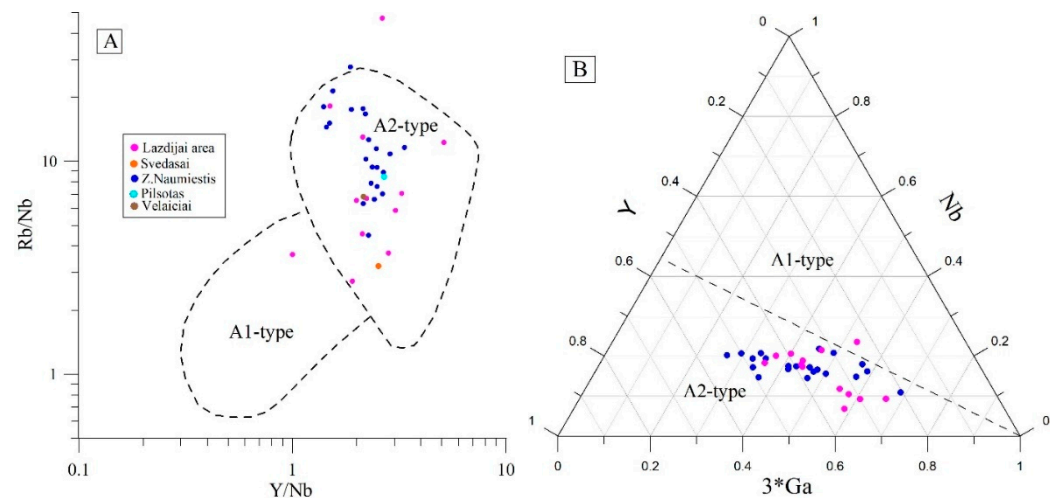 A
A2-type
Lazdijai area
Svedasai
Z.Naumiestis
Pilsotas
Velaiciai
10
Rb/Nb
A1-type
1
0.1
1
10
Y/Nb
B
0
1
0.2
0.8
0.4
0.6
Y
Nb
0.6
0.4
Λ1-type
0.8
0.2
Λ2-type
1
0
0
0.2
0.4
0.6
0.8
1
3*Ga